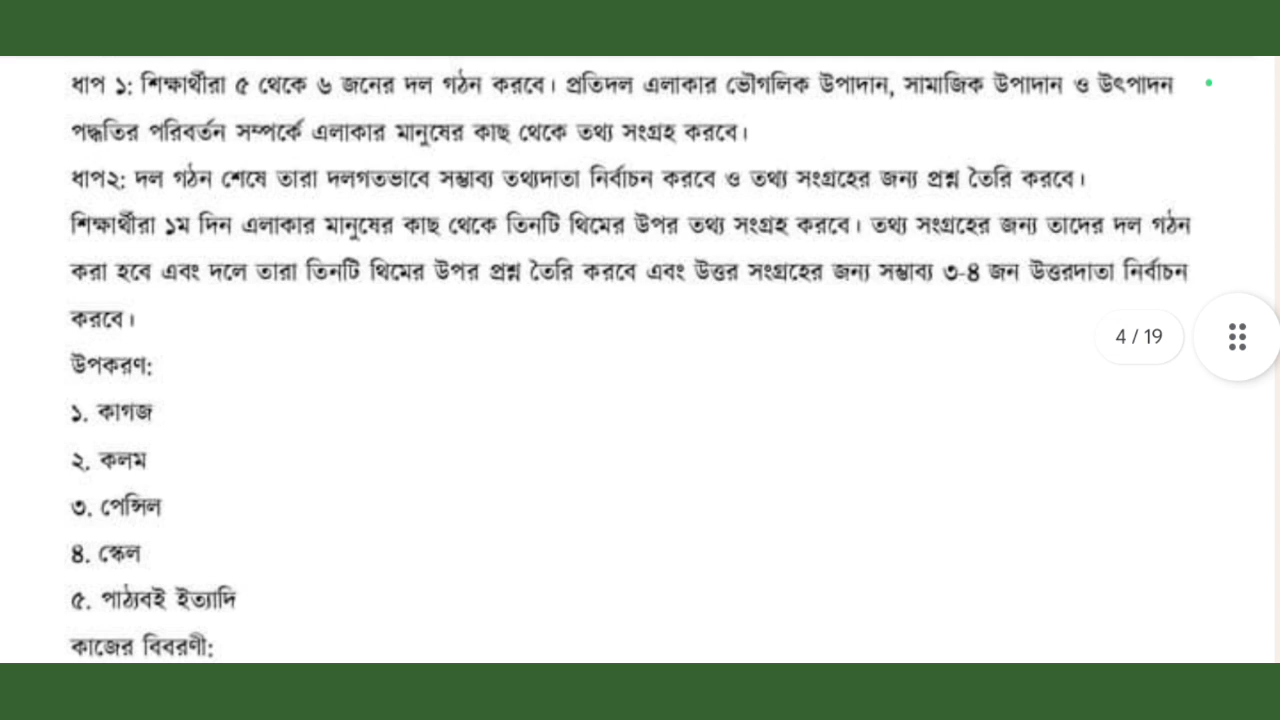 ধাপ ১: শিক্ষার্থীরা ৫ থেকে ৬ জনের দল গঠন করবে। প্রতিদল এলাকার ভৌগলিক উপাদান, সামাজিক উপাদান ও উৎপাদন
পদ্ধতির পরিবর্তন সম্পর্কে এলাকার মানুষের কাছ থেকে তথ্য সংগ্রহ করবে।
ধাপ২: দল গঠন শেষে তারা দলগতভাবে সম্ভাব্য তথ্যদাতা নির্বাচন করবে ও তথ্য সংগ্রহের জন্য প্রশ্ন তৈরি করবে।
শিক্ষার্থীরা ১ম দিন এলাকার মানুষের কাছ থেকে তিনটি থিমের উপর তথ্য সংগ্রহ করবে। তথ্য সংগ্রহের জন্য তাদের দল গঠন
করা হবে এবং দলে তারা তিনটি থিমের উপর প্রশ্ন তৈরি করবে এবং উত্তর সংগ্রহের জন্য সম্ভাব্য ৩-৪ জন উত্তরদাতা নির্বাচন
করবে।
4 / 19
উপকরণ:
১. কাগজ
২. কলম
৩. পেন্সিল
৪. স্কেল
৫. পাঠ্যবই ইত্যাদি
কাজের বিবরণী: